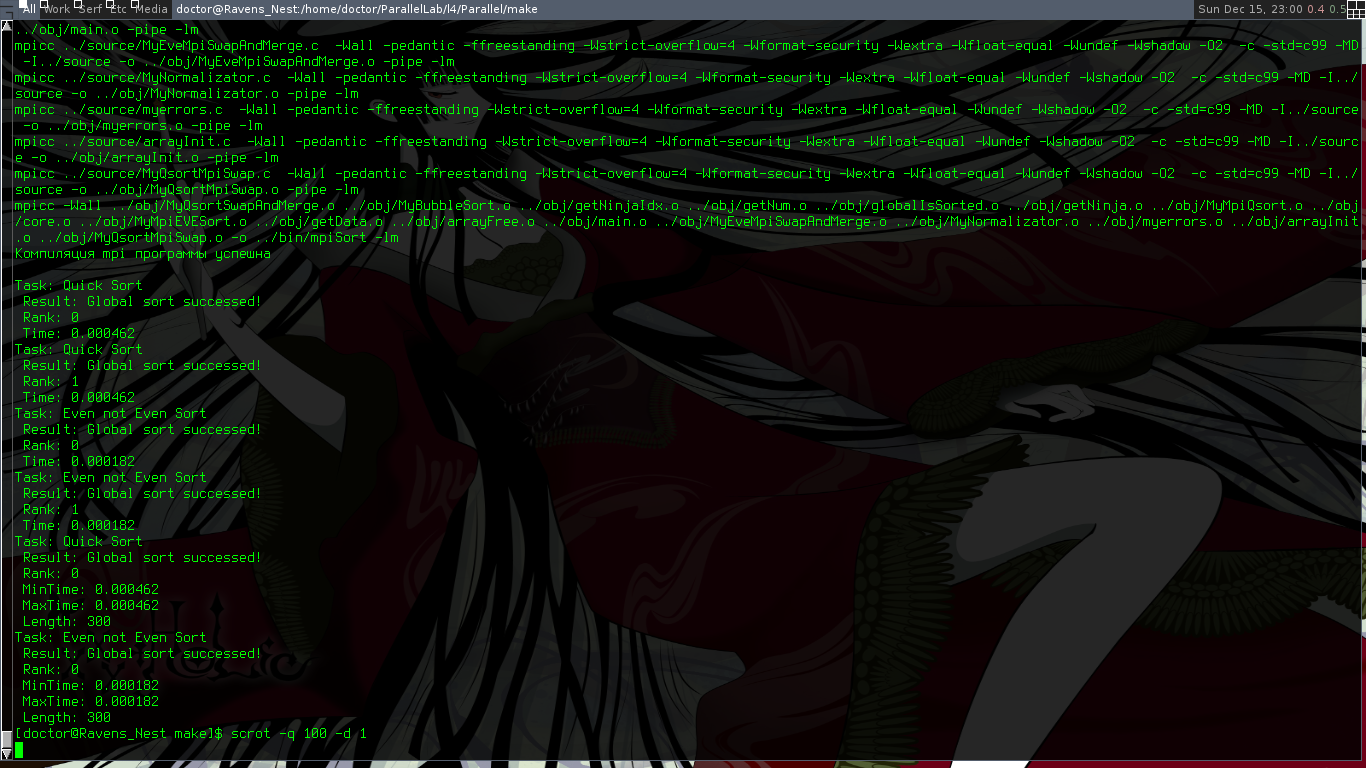 All Work Serf Etc Media doctor@Ravens_Nest:/home/doctor/ParallelLab/l4/Parallel/make Sun Dec 15, 23:00 0.4 0.5
../obj/main.o -pipe -lm
mpicc ../source/MyEveMpiSwapAndMerge.c  -Wall -pedantic -ffreestanding -Wstrict-overflow=4 -Wformat-security -Wextra -Wfloat-equal -Wundef -Wshadow -O2  -c -std=c99 -MD
 -I../source -o ../obj/MyEveMpiSwapAndMerge.o -pipe -lm
mpicc ../source/MyNormalizator.c  -Wall -pedantic -ffreestanding -Wstrict-overflow=4 -Wformat-security -Wextra -Wfloat-equal -Wundef -Wshadow -O2  -c -std=c99 -MD -I../
source -o ../obj/MyNormalizator.o -pipe -lm
mpicc ../source/myerrors.c  -Wall -pedantic -ffreestanding -Wstrict-overflow=4 -Wformat-security -Wextra -Wfloat-equal -Wundef -Wshadow -O2  -c -std=c99 -MD -I../source
 -o ../obj/myerrors.o -pipe -lm
mpicc ../source/arrayInit.c  -Wall -pedantic -ffreestanding -Wstrict-overflow=4 -Wformat-security -Wextra -Wfloat-equal -Wundef -Wshadow -O2  -c -std=c99 -MD -I../sourc
e -o ../obj/arrayInit.o -pipe -lm
mpicc ../source/MyQsortMpiSwap.c  -Wall -pedantic -ffreestanding -Wstrict-overflow=4 -Wformat-security -Wextra -Wfloat-equal -Wundef -Wshadow -O2  -c -std=c99 -MD -I../
source -o ../obj/MyQsortMpiSwap.o -pipe -lm
mpicc -Wall ../obj/MyQsortSwapAndMerge.o ../obj/MyBubbleSort.o ../obj/getNinjaIdx.o ../obj/getNum.o ../obj/globalIsSorted.o ../obj/getNinja.o ../obj/MyMpiQsort.o ../obj
/core.o ../obj/MyMpiEVESort.o ../obj/getData.o ../obj/arrayFree.o ../obj/main.o ../obj/MyEveMpiSwapAndMerge.o ../obj/MyNormalizator.o ../obj/myerrors.o ../obj/arrayInit
.o ../obj/MyQsortMpiSwap.o -o ../bin/mpiSort -lm
Компиляция mpi программы успешна
Task: Quick Sort
 Result: Global sort successed!
 Rank: 0
 Time: 0.000462
Task: Quick Sort
 Result: Global sort successed!
 Rank: 1
 Time: 0.000462
Task: Even not Even Sort
 Result: Global sort successed!
 Rank: 0
 Time: 0.000182
Task: Even not Even Sort
 Result: Global sort successed!
 Rank: 1
 Time: 0.000182
Task: Quick Sort
 Result: Global sort successed!
 Rank: 0
 MinTime: 0.000462
 MaxTime: 0.000462
 Length: 300
Task: Even not Even Sort
 Result: Global sort successed!
 Rank: 0
 MinTime: 0.000182
 MaxTime: 0.000182
 Length: 300
[doctor@Ravens_Nest make]$ scrot -q 100 -d 1